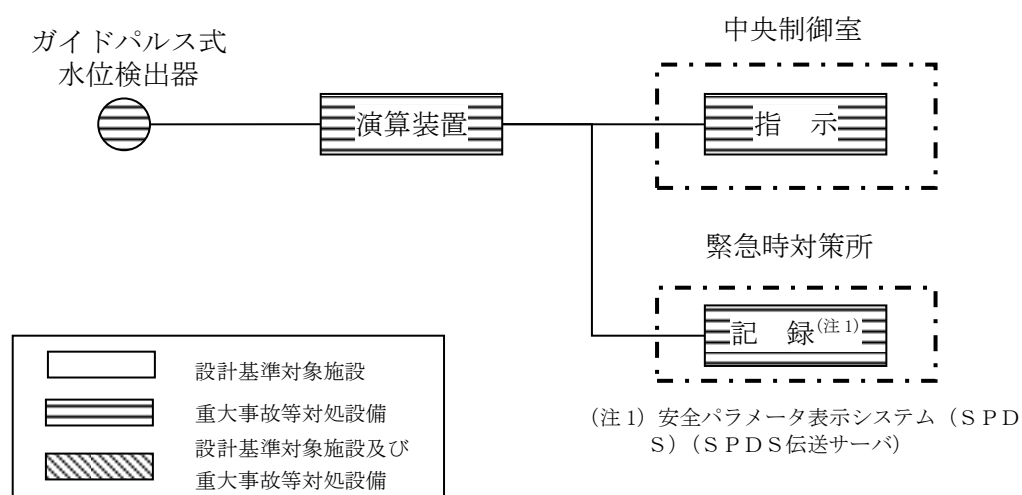 ガイドパルス式
水位検出器
演算装置
中央制御室
指　示
緊急時対策所
記　録(注1)
(注1) 安全パラメータ表示システム（ＳＰＤ
Ｓ）（ＳＰＤＳ伝送サーバ）
設計基準対象施設
重大事故等対処設備
設計基準対象施設及び
重大事故等対処設備